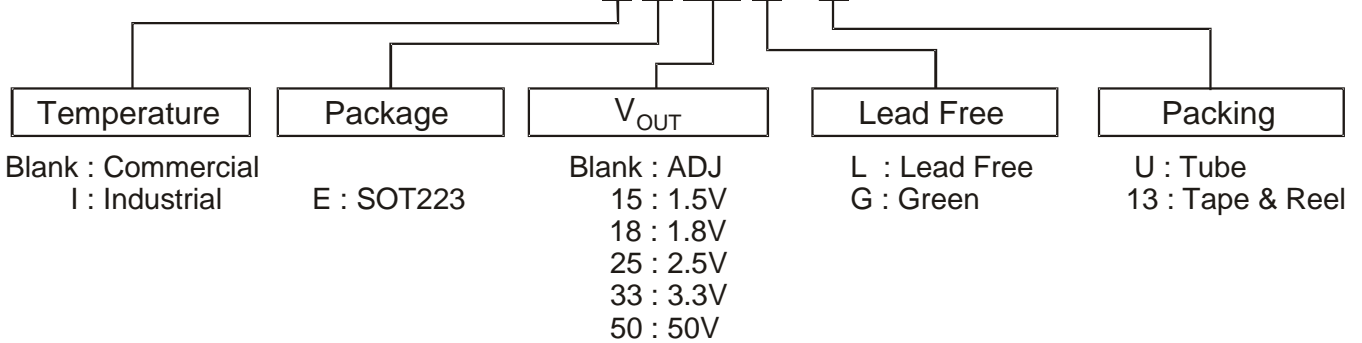 Temperature Package VOUT Lead Free Packing
Blank : Commercial Blank : ADJ L : Lead Free U : Tube
I : Industrial E : SOT223 15 : 1.5V G : Green 13 : Tape & Reel
18 : 1.8V
25 : 2.5V
33 : 3.3V
50 : 50V